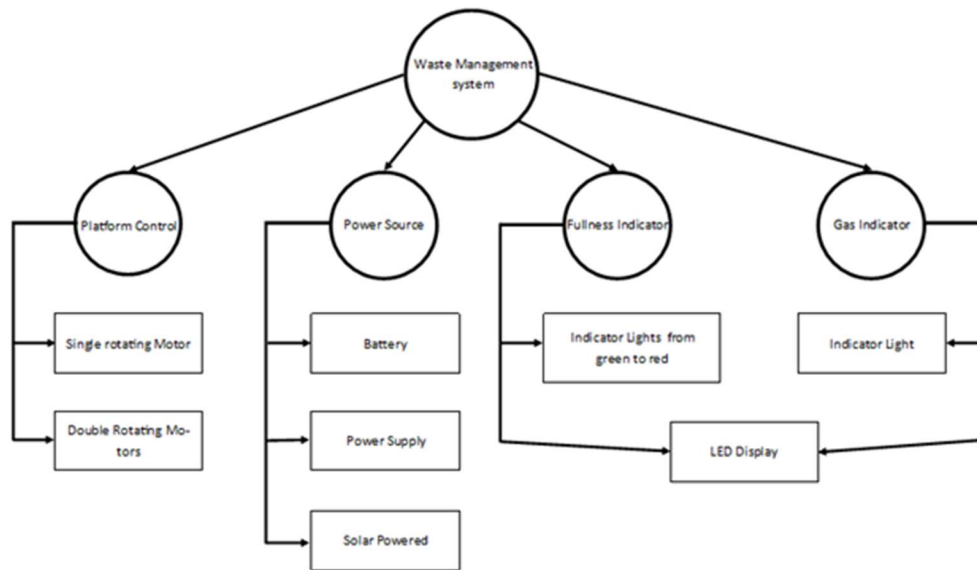 Waste Management
system
Platform Control
Power Source
Fullness Indicator
Gas Indicator
Single rotating Motor
Battery
Indicator Lights from
green to red
Indicator Light
Double Rotating Mo-
tors
Power Supply
LED Display
Solar Powered